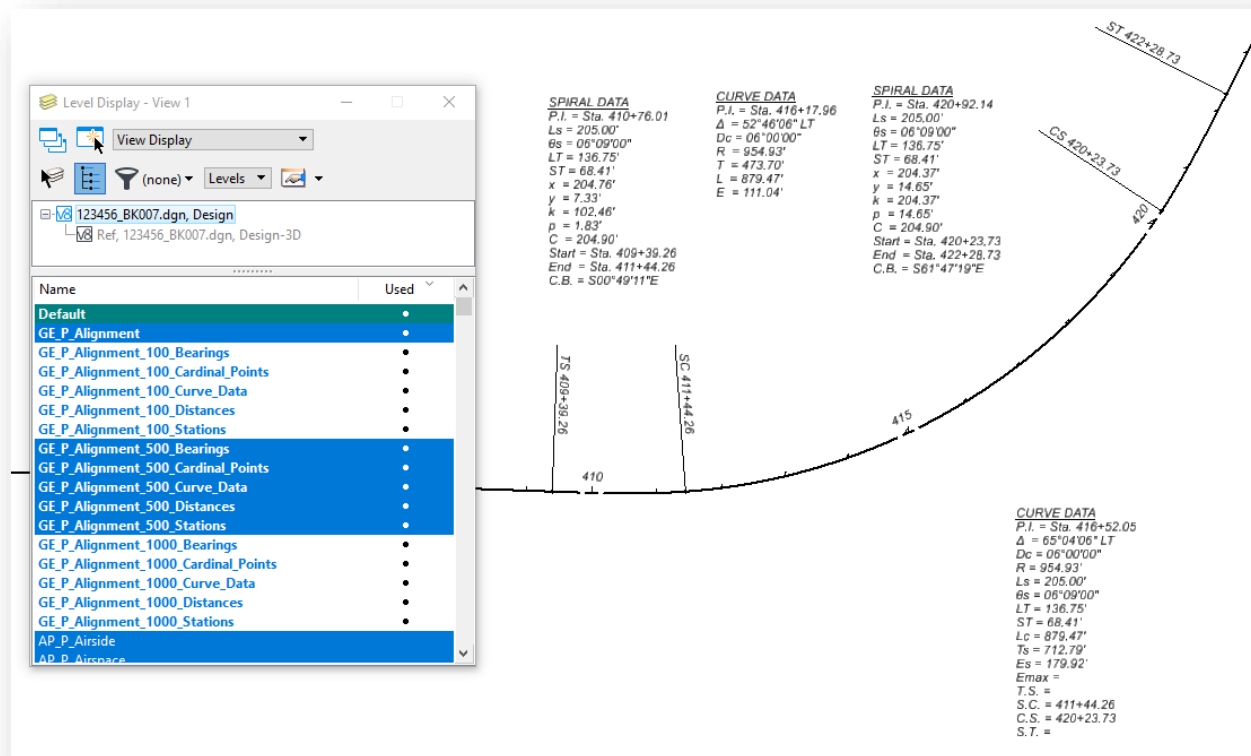 Level Display - View 1
View Display
(none)
Levels
123456_BK007.dgn, Design
Ref, 123456_BK007.dgn, Design-3D
Name Used
Default
GE_P_Alignment
GE_P_Alignment_100_Bearings
GE_P_Alignment_100_Cardinal_Points
GE_P_Alignment_100_Curve_Data
GE_P_Alignment_100_Distances
GE_P_Alignment_100_Stations
GE_P_Alignment_500_Bearings
GE_P_Alignment_500_Cardinal_Points
GE_P_Alignment_500_Curve_Data
GE_P_Alignment_500_Distances
GE_P_Alignment_500_Stations
GE_P_Alignment_1000_Bearings
GE_P_Alignment_1000_Cardinal_Points
GE_P_Alignment_1000_Curve_Data
GE_P_Alignment_1000_Distances
GE_P_Alignment_1000_Stations
AP_P_Airside
AP_P_Airspace
SPIRAL DATA
P.I. = Sta. 410+76.01
Ls = 205.00'
θs = 06°09'00"
LT = 136.75'
ST = 68.41'
x = 204.76'
y = 7.33'
k = 102.46'
p = 1.83'
C = 204.90'
Start = Sta. 409+39.26
End = Sta. 411+44.26
C.B. = S00°49'11"E
CURVE DATA
P.I. = Sta. 416+17.96
Δ = 52°46'06" LT
Dc = 06°00'00"
R = 954.93'
T = 473.70'
L = 879.47'
E = 111.04'
SPIRAL DATA
P.I. = Sta. 420+92.14
Ls = 205.00'
θs = 06°09'00"
LT = 136.75'
ST = 68.41'
x = 204.37'
y = 14.65'
k = 204.37'
p = 14.65'
C = 204.90'
Start = Sta. 420+23.73
End = Sta. 422+28.73
C.B. = S61°47'19"E
ST 422+28.73
CS 420+23.73
420
415
TS 409+39.26
SC 411+44.26
410
CURVE DATA
P.I. = Sta. 416+52.05
Δ = 65°04'06" LT
Dc = 06°00'00"
R = 954.93'
Ls = 205.00'
θs = 06°09'00"
LT = 136.75'
ST = 68.41'
Lc = 879.47'
Ts = 712.79'
Es = 179.92'
Emax =
T.S. =
S.C. = 411+44.26
C.S. = 420+23.73
S.T. =